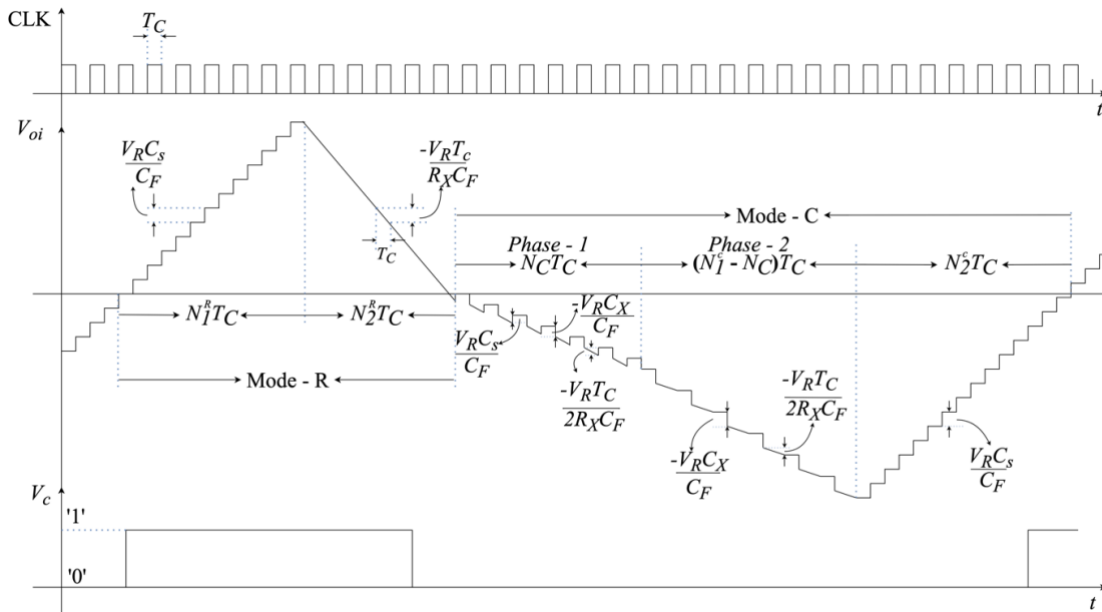 CLK
T_C
t
V_oi
V_R C_s
C_F
-V_R T_c
R_X C_F
T_C
Mode - C
Phase - 1
N_C T_C
Phase - 2
(N_1^c - N_C)T_C
N_2^c T_C
N_1^R T_C
N_2^R T_C
Mode - R
V_R C_s
C_F
-V_R C_X
C_F
-V_R T_C
2R_X C_F
-V_R C_X
C_F
-V_R T_C
2R_X C_F
V_R C_s
C_F
V_c
'1'
'0'
t